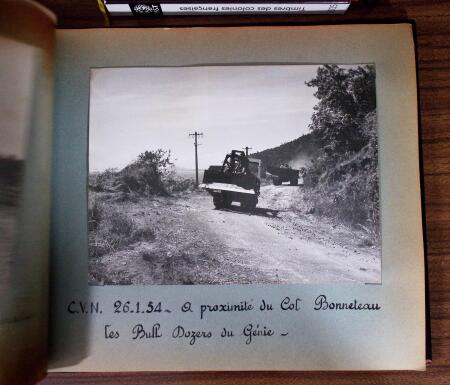 Timbres des colonies françaises
C.V.N. 26.1.54 - A proximité du Col Bonneteau
les Bull Dozers du Génie -